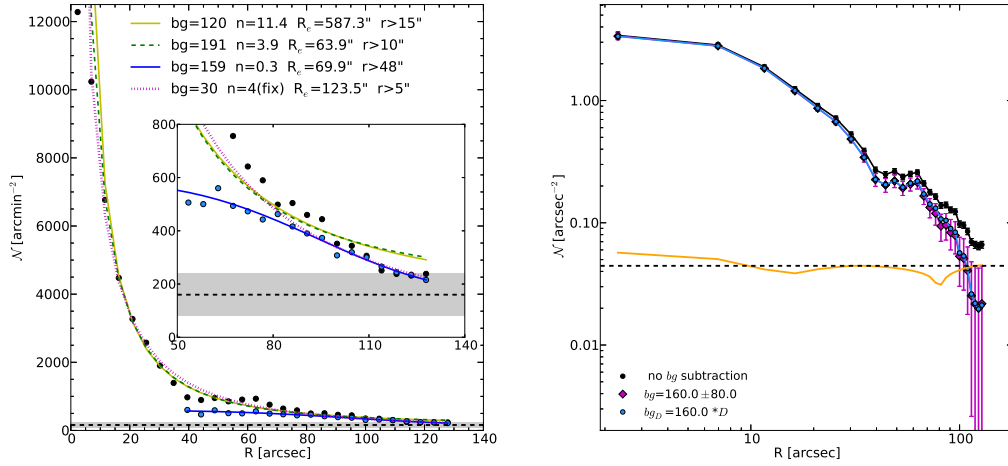 bg=120 n=11.4 R_e=587.3" r>15"
bg=191 n=3.9 R_e=63.9" r>10"
bg=159 n=0.3 R_e=69.9" r>48"
bg=30 n=4(fix) R_e=123.5" r>5"
𝒩 [arcmin⁻²]
12000
10000
8000
6000
4000
2000
0
800
600
400
200
0
50 80 110 140
0 20 40 60 80 100 120 140
R [arcsec]
𝒩 [arcsec⁻²]
1.00
0.10
0.01
no bg subtraction
bg=160.0 ±80.0
bg_D=160.0 *D
10 100
R [arcsec]